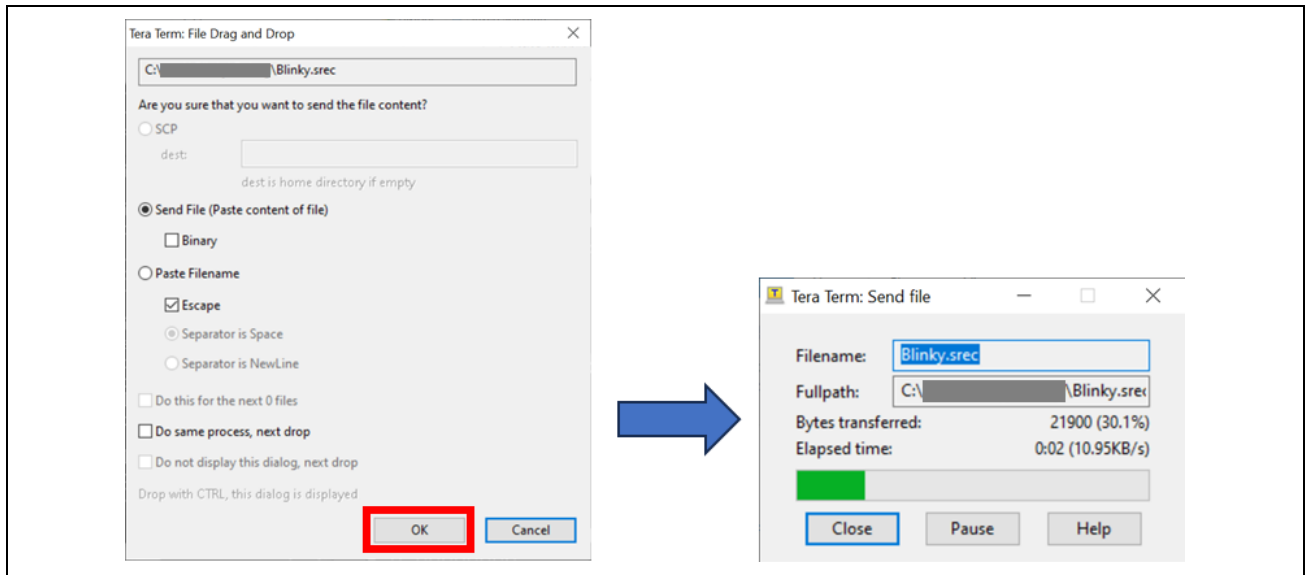 Tera Term: File Drag and Drop
C:\ \Blinky.srec
Are you sure that you want to send the file content?
SCP
dest:
dest is home directory if empty
Send File (Paste content of file)
Binary
Paste Filename
Escape
Separator is Space
Separator is NewLine
Do this for the next 0 files
Do same process, next drop
Do not display this dialog, next drop
Drop with CTRL, this dialog is displayed
OK Cancel
Tera Term: Send file
Filename: Blinky.srec
Fullpath: C:\ \Blinky.srec
Bytes transferred: 21900 (30.1%)
Elapsed time: 0:02 (10.95KB/s)
Close Pause Help